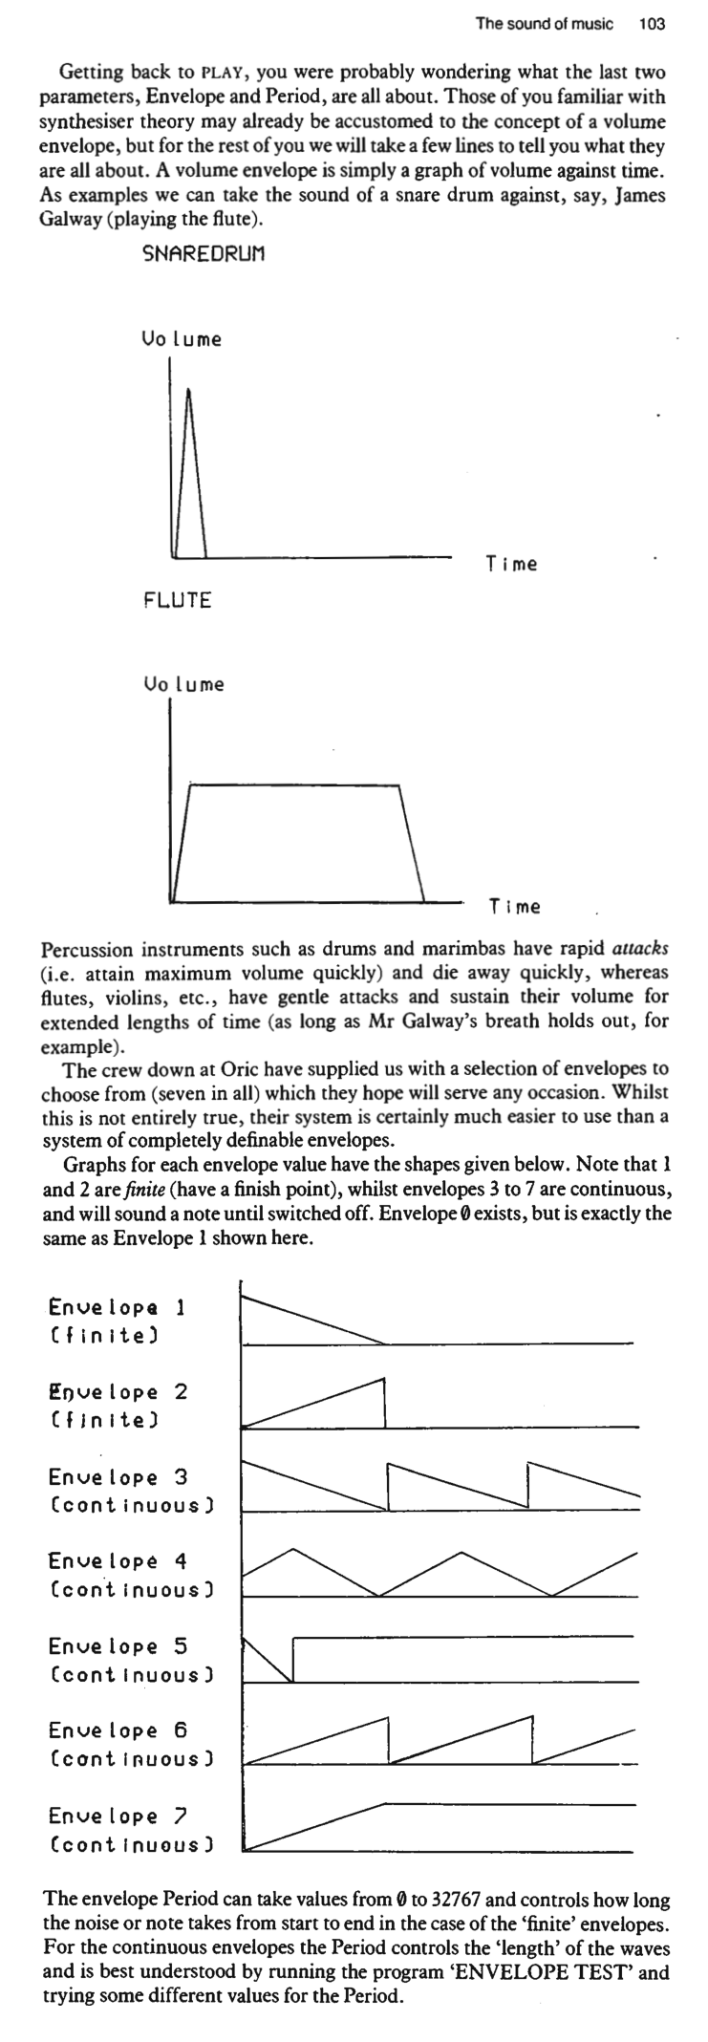 The sound of music 103
Getting back to PLAY, you were probably wondering what the last two
parameters, Envelope and Period, are all about. Those of you familiar with
synthesiser theory may already be accustomed to the concept of a volume
envelope, but for the rest of you we will take a few lines to tell you what they
are all about. A volume envelope is simply a graph of volume against time.
As examples we can take the sound of a snare drum against, say, James
Galway (playing the flute).
SNAREDRUM
Volume
Time
FLUTE
Volume
Time
Percussion instruments such as drums and marimbas have rapid attacks
(i.e. attain maximum volume quickly) and die away quickly, whereas
flutes, violins, etc., have gentle attacks and sustain their volume for
extended lengths of time (as long as Mr Galway's breath holds out, for
example).
The crew down at Oric have supplied us with a selection of envelopes to
choose from (seven in all) which they hope will serve any occasion. Whilst
this is not entirely true, their system is certainly much easier to use than a
system of completely definable envelopes.
Graphs for each envelope value have the shapes given below. Note that 1
and 2 are finite (have a finish point), whilst envelopes 3 to 7 are continuous,
and will sound a note until switched off. Envelope 0 exists, but is exactly the
same as Envelope 1 shown here.
Envelope 1
(finite)
Envelope 2
(finite)
Envelope 3
(continuous)
Envelope 4
(continuous)
Envelope 5
(continuous)
Envelope 6
(continuous)
Envelope 7
(continuous)
The envelope Period can take values from 0 to 32767 and controls how long
the noise or note takes from start to end in the case of the 'finite' envelopes.
For the continuous envelopes the Period controls the 'length' of the waves
and is best understood by running the program 'ENVELOPE TEST' and
trying some different values for the Period.